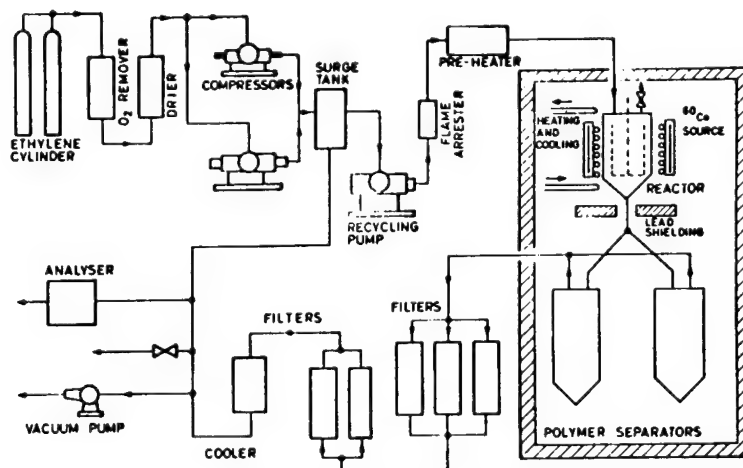 ETHYLENE
CYLINDER
O2 REMOVER
DRIER
COMPRESSORS
SURGE
TANK
RECYCLING
PUMP
FLAME
ARRESTER
PRE-HEATER
HEATING
AND
COOLING
60Co
SOURCE
REACTOR
LEAD
SHIELDING
ANALYSER
FILTERS
FILTERS
VACUUM PUMP
COOLER
POLYMER SEPARATORS